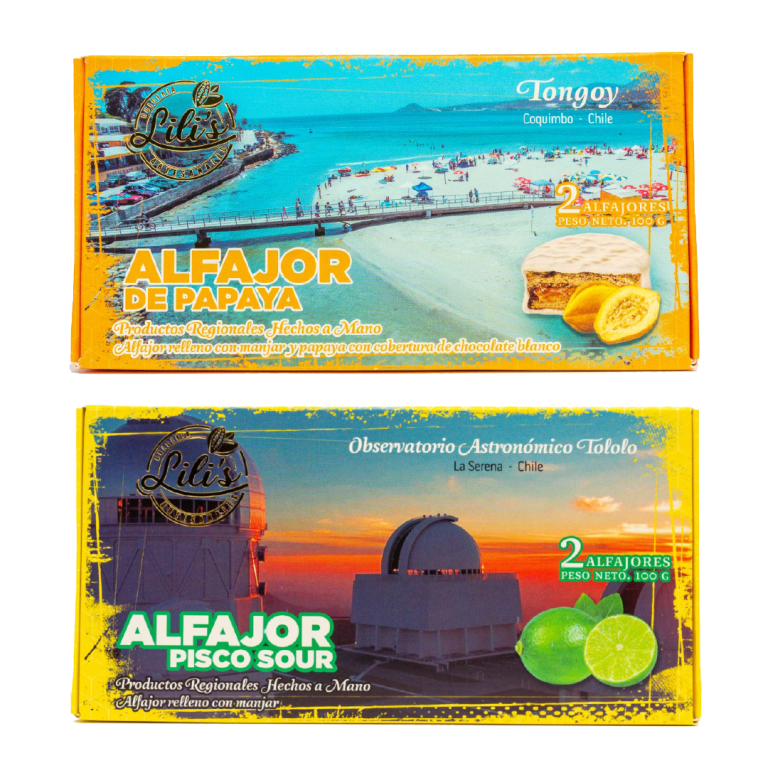 Lili's
Tongoy
Coquimbo - Chile
2 ALFAJORES
PESO NETO. 100 G
ALFAJOR
DE PAPAYA
Productos Regionales Hechos a Mano
Alfajor relleno con manjar y papaya con cobertura de chocolate blanco
Lili's
Observatorio Astronómico Tololo
La Serena - Chile
2 ALFAJORES
PESO NETO. 100 G
ALFAJOR
PISCO SOUR
Productos Regionales Hechos a Mano
Alfajor relleno con manjar